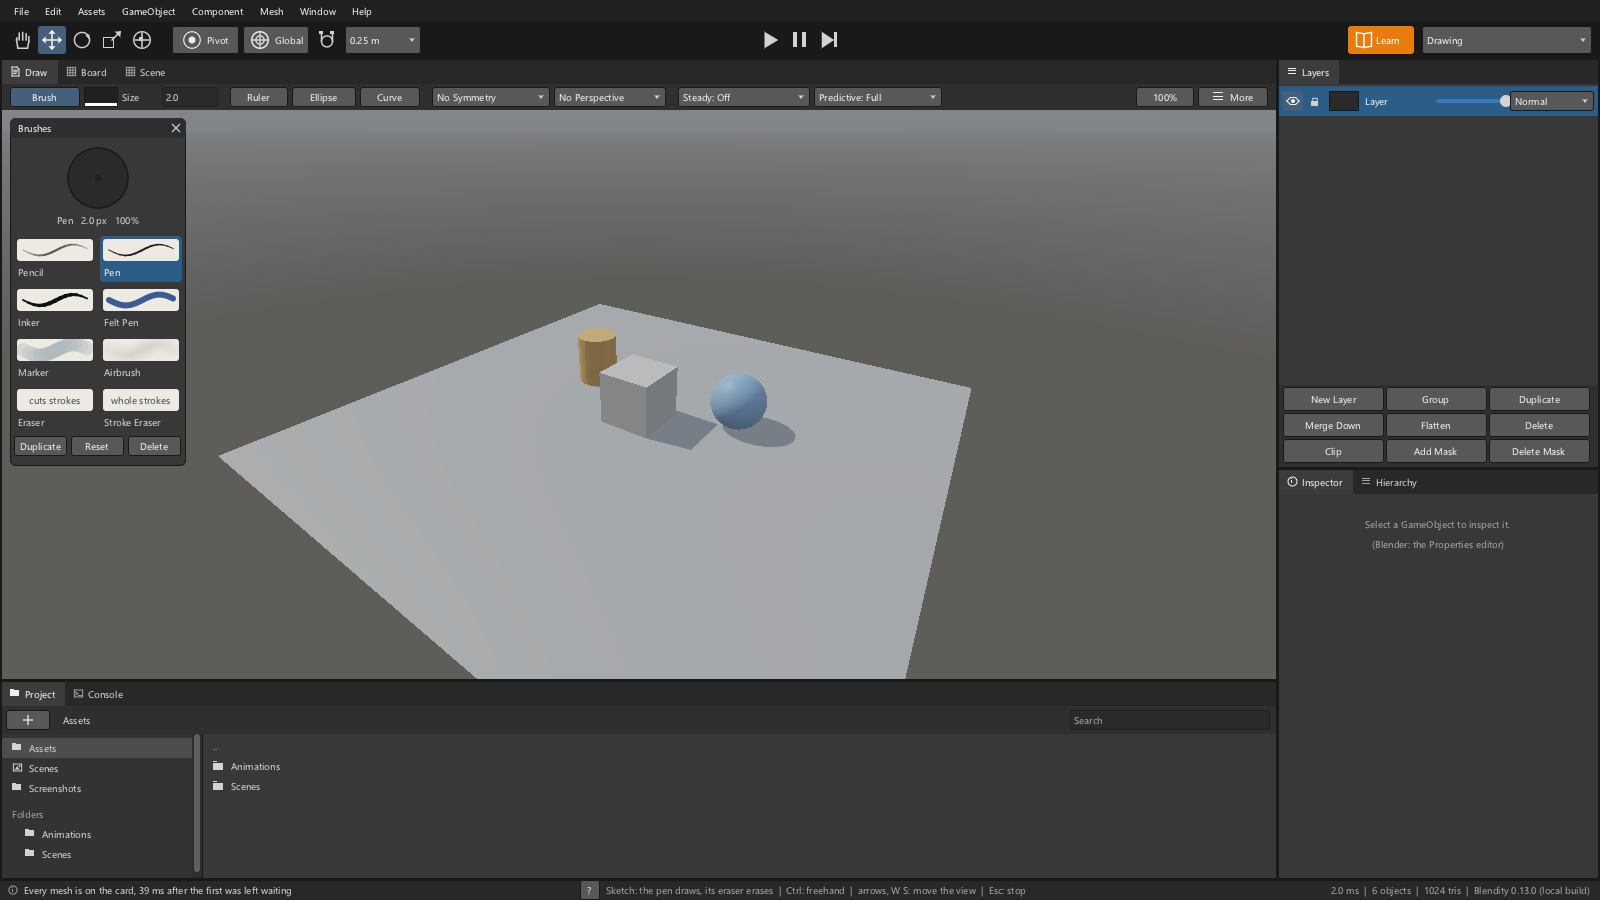 File Edit Assets GameObject Component Mesh Window Help
Pivot Global 0.25 m Learn Drawing
Draw Board Scene Layers
Brush Size 2.0 Ruler Ellipse Curve No Symmetry No Perspective Steady: Off Predictive: Full 100% More
Layer Normal
Brushes
Pen 2.0 px 100%
Pencil Pen
Inker Felt Pen
Marker Airbrush
cuts strokes whole strokes
Eraser Stroke Eraser
Duplicate Reset Delete
New Layer Group Duplicate
Merge Down Flatten Delete
Clip Add Mask Delete Mask
Inspector Hierarchy
Select a GameObject to inspect it.
(Blender: the Properties editor)
Project Console
Assets Search
Assets
Scenes
Screenshots
Folders
Animations
Scenes
..
Animations
Scenes
Every mesh is on the card, 39 ms after the first was left waiting ? Sketch: the pen draws, its eraser erases | Ctrl: freehand | arrows, W S: move the view | Esc: stop 2.0 ms | 6 objects | 1024 tris | Blendity 0.13.0 (local build)